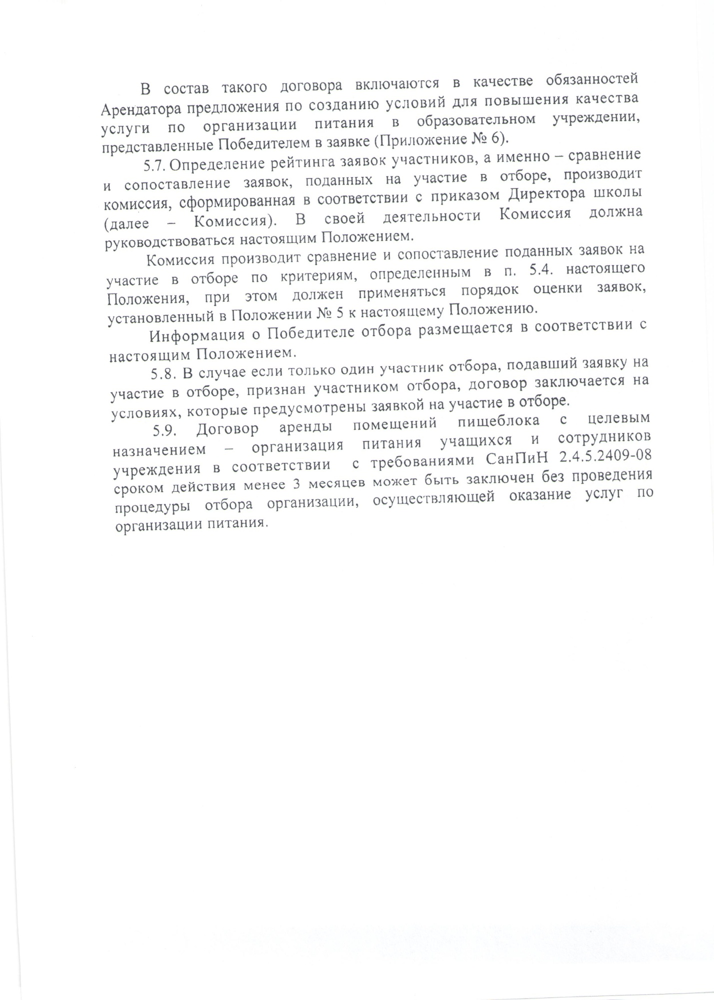 В состав такого договора включаются в качестве обязанностей
Арендатора предложения по созданию условий для повышения качества
услуги по организации питания в образовательном учреждении,
представленные Победителем в заявке (Приложение № 6).
5.7. Определение рейтинга заявок участников, а именно – сравнение
и сопоставление заявок, поданных на участие в отборе, производит
комиссия, сформированная в соответствии с приказом Директора школы
(далее – Комиссия). В своей деятельности Комиссия должна
руководствоваться настоящим Положением.
Комиссия производит сравнение и сопоставление поданных заявок на
участие в отборе по критериям, определенным в п. 5.4. настоящего
Положения, при этом должен применяться порядок оценки заявок,
установленный в Положении № 5 к настоящему Положению.
Информация о Победителе отбора размещается в соответствии с
настоящим Положением.
5.8. В случае если только один участник отбора, подавший заявку на
участие в отборе, признан участником отбора, договор заключается на
условиях, которые предусмотрены заявкой на участие в отборе.
5.9. Договор аренды помещений пищеблока с целевым
назначением – организация питания учащихся и сотрудников
учреждения в соответствии с требованиями СанПиН 2.4.5.2409-08
сроком действия менее 3 месяцев может быть заключен без проведения
процедуры отбора организации, осуществляющей оказание услуг по
организации питания.